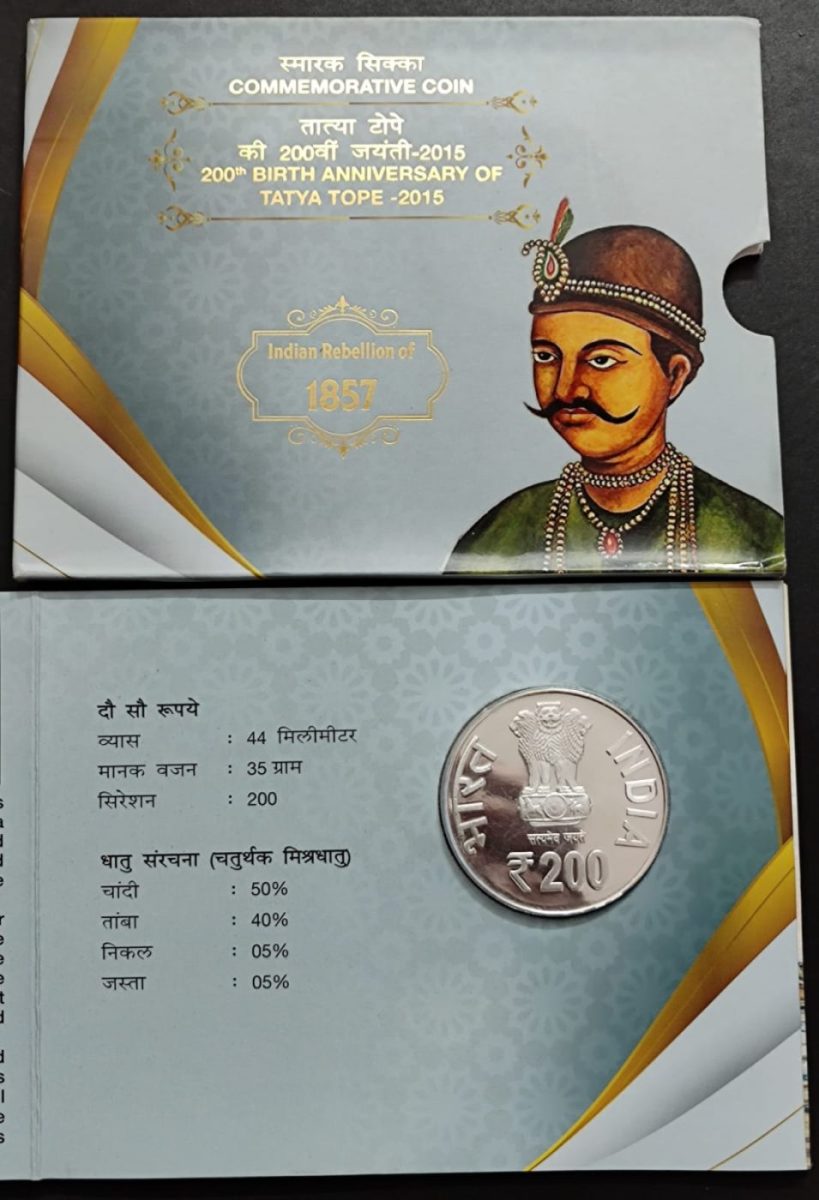 स्मारक सिक्का
COMMEMORATIVE COIN
तात्या टोपे
की 200वीं जयंती-2015
200th BIRTH ANNIVERSARY OF
TATYA TOPE -2015
Indian Rebellion of
1857
दौ सौ रूपये
व्यास : 44 मिलीमीटर
मानक वजन : 35 ग्राम
सिरेशन : 200
धातु संरचना (चतुर्थक मिश्रधातु)
चांदी : 50%
तांबा : 40%
निकल : 05%
जस्ता : 05%
भारत
INDIA
सत्यमेव जयते
₹ 200